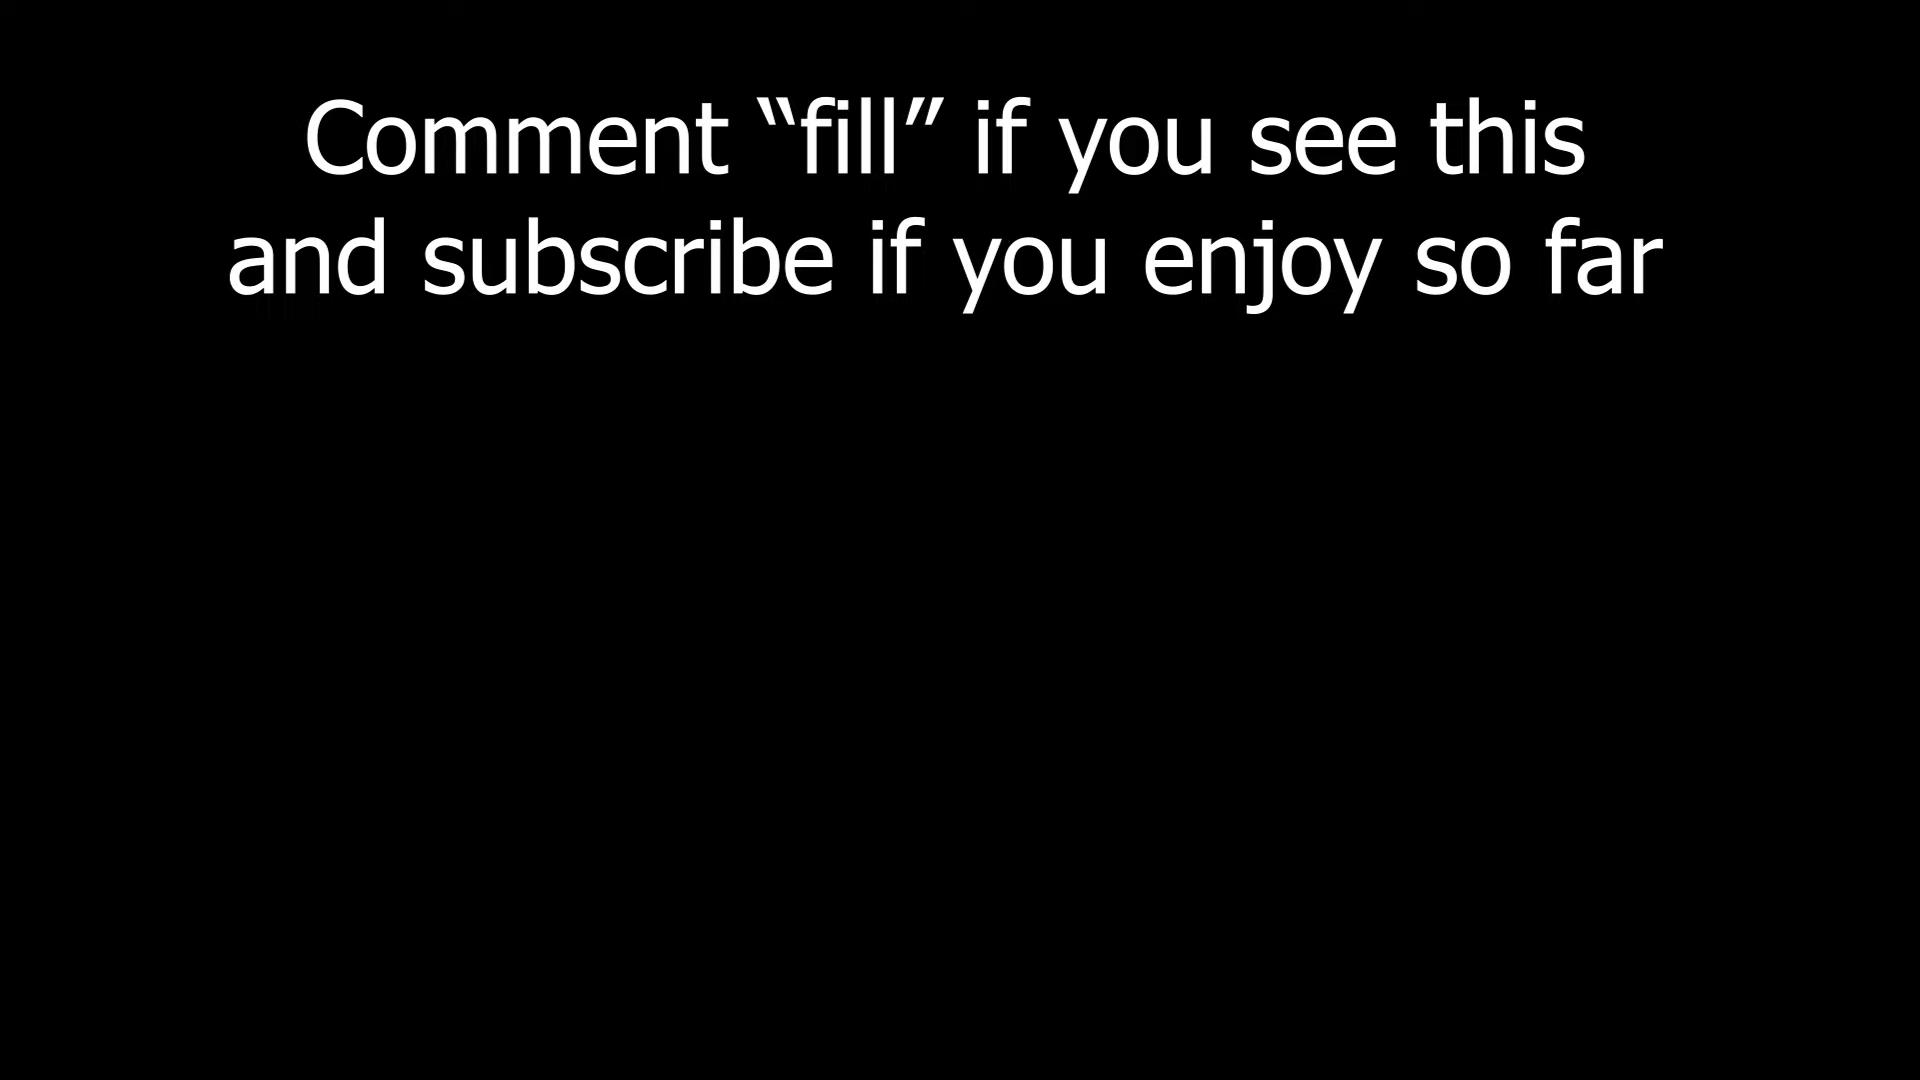 Comment “fill” if you see this
and subscribe if you enjoy so far